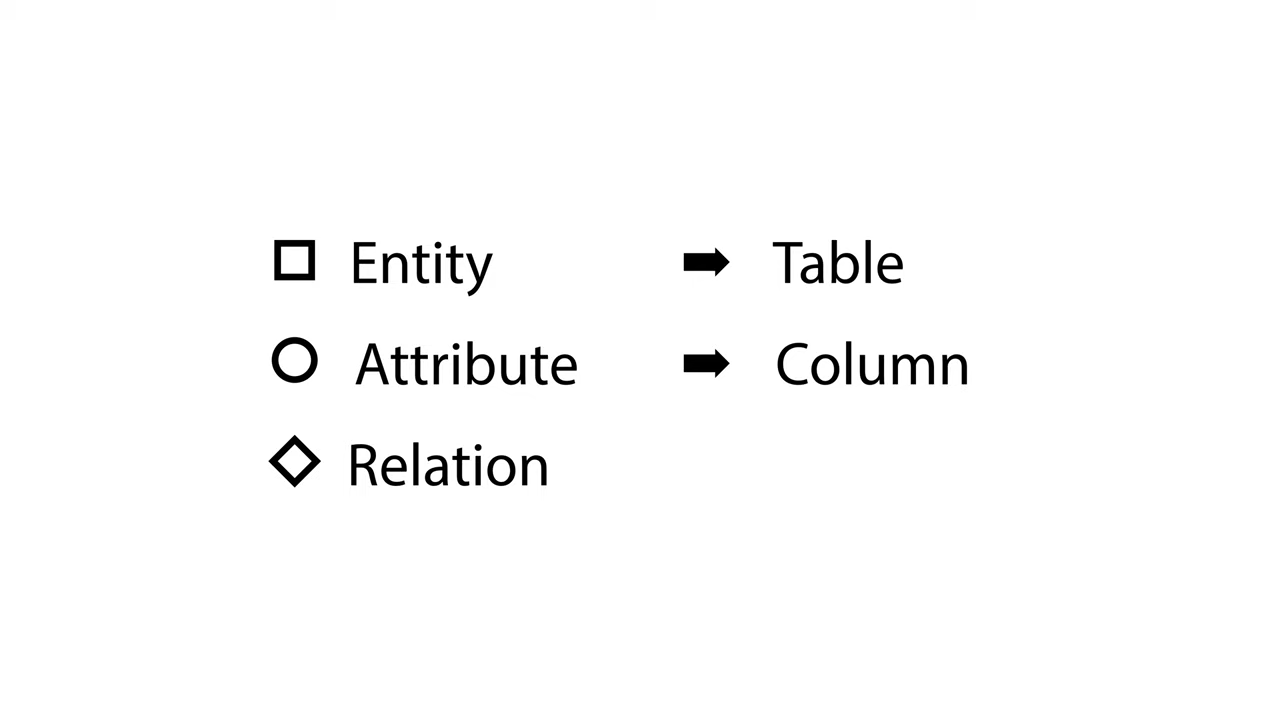 Entity ➡ Table
Attribute ➡ Column
Relation